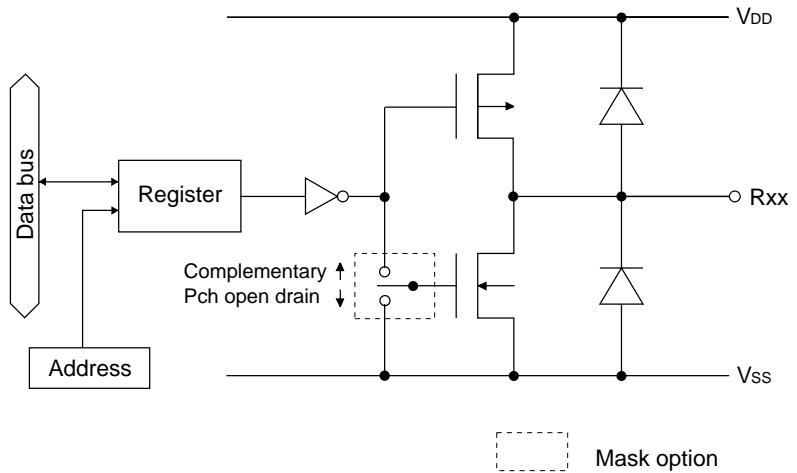 VDD
Data bus
Register
Rxx
Complementary
Pch open drain
Address
VSS
Mask option